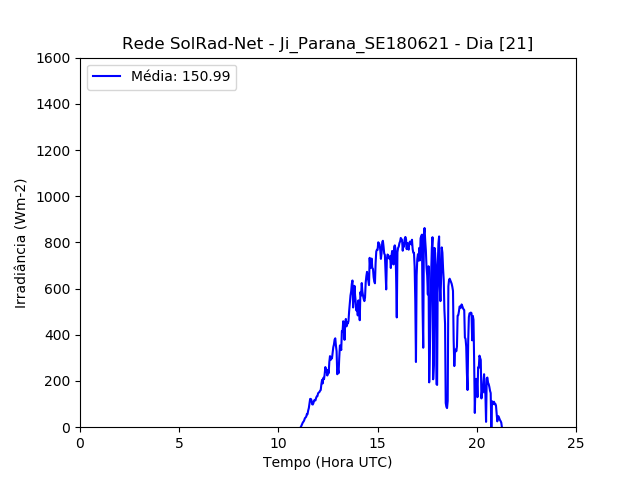 Rede SolRad-Net - Ji_Parana_SE180621 - Dia [21]
Média: 150.99
Irradiância (Wm-2)
1600
1400
1200
1000
800
600
400
200
0
0 5 10 15 20 25
Tempo (Hora UTC)